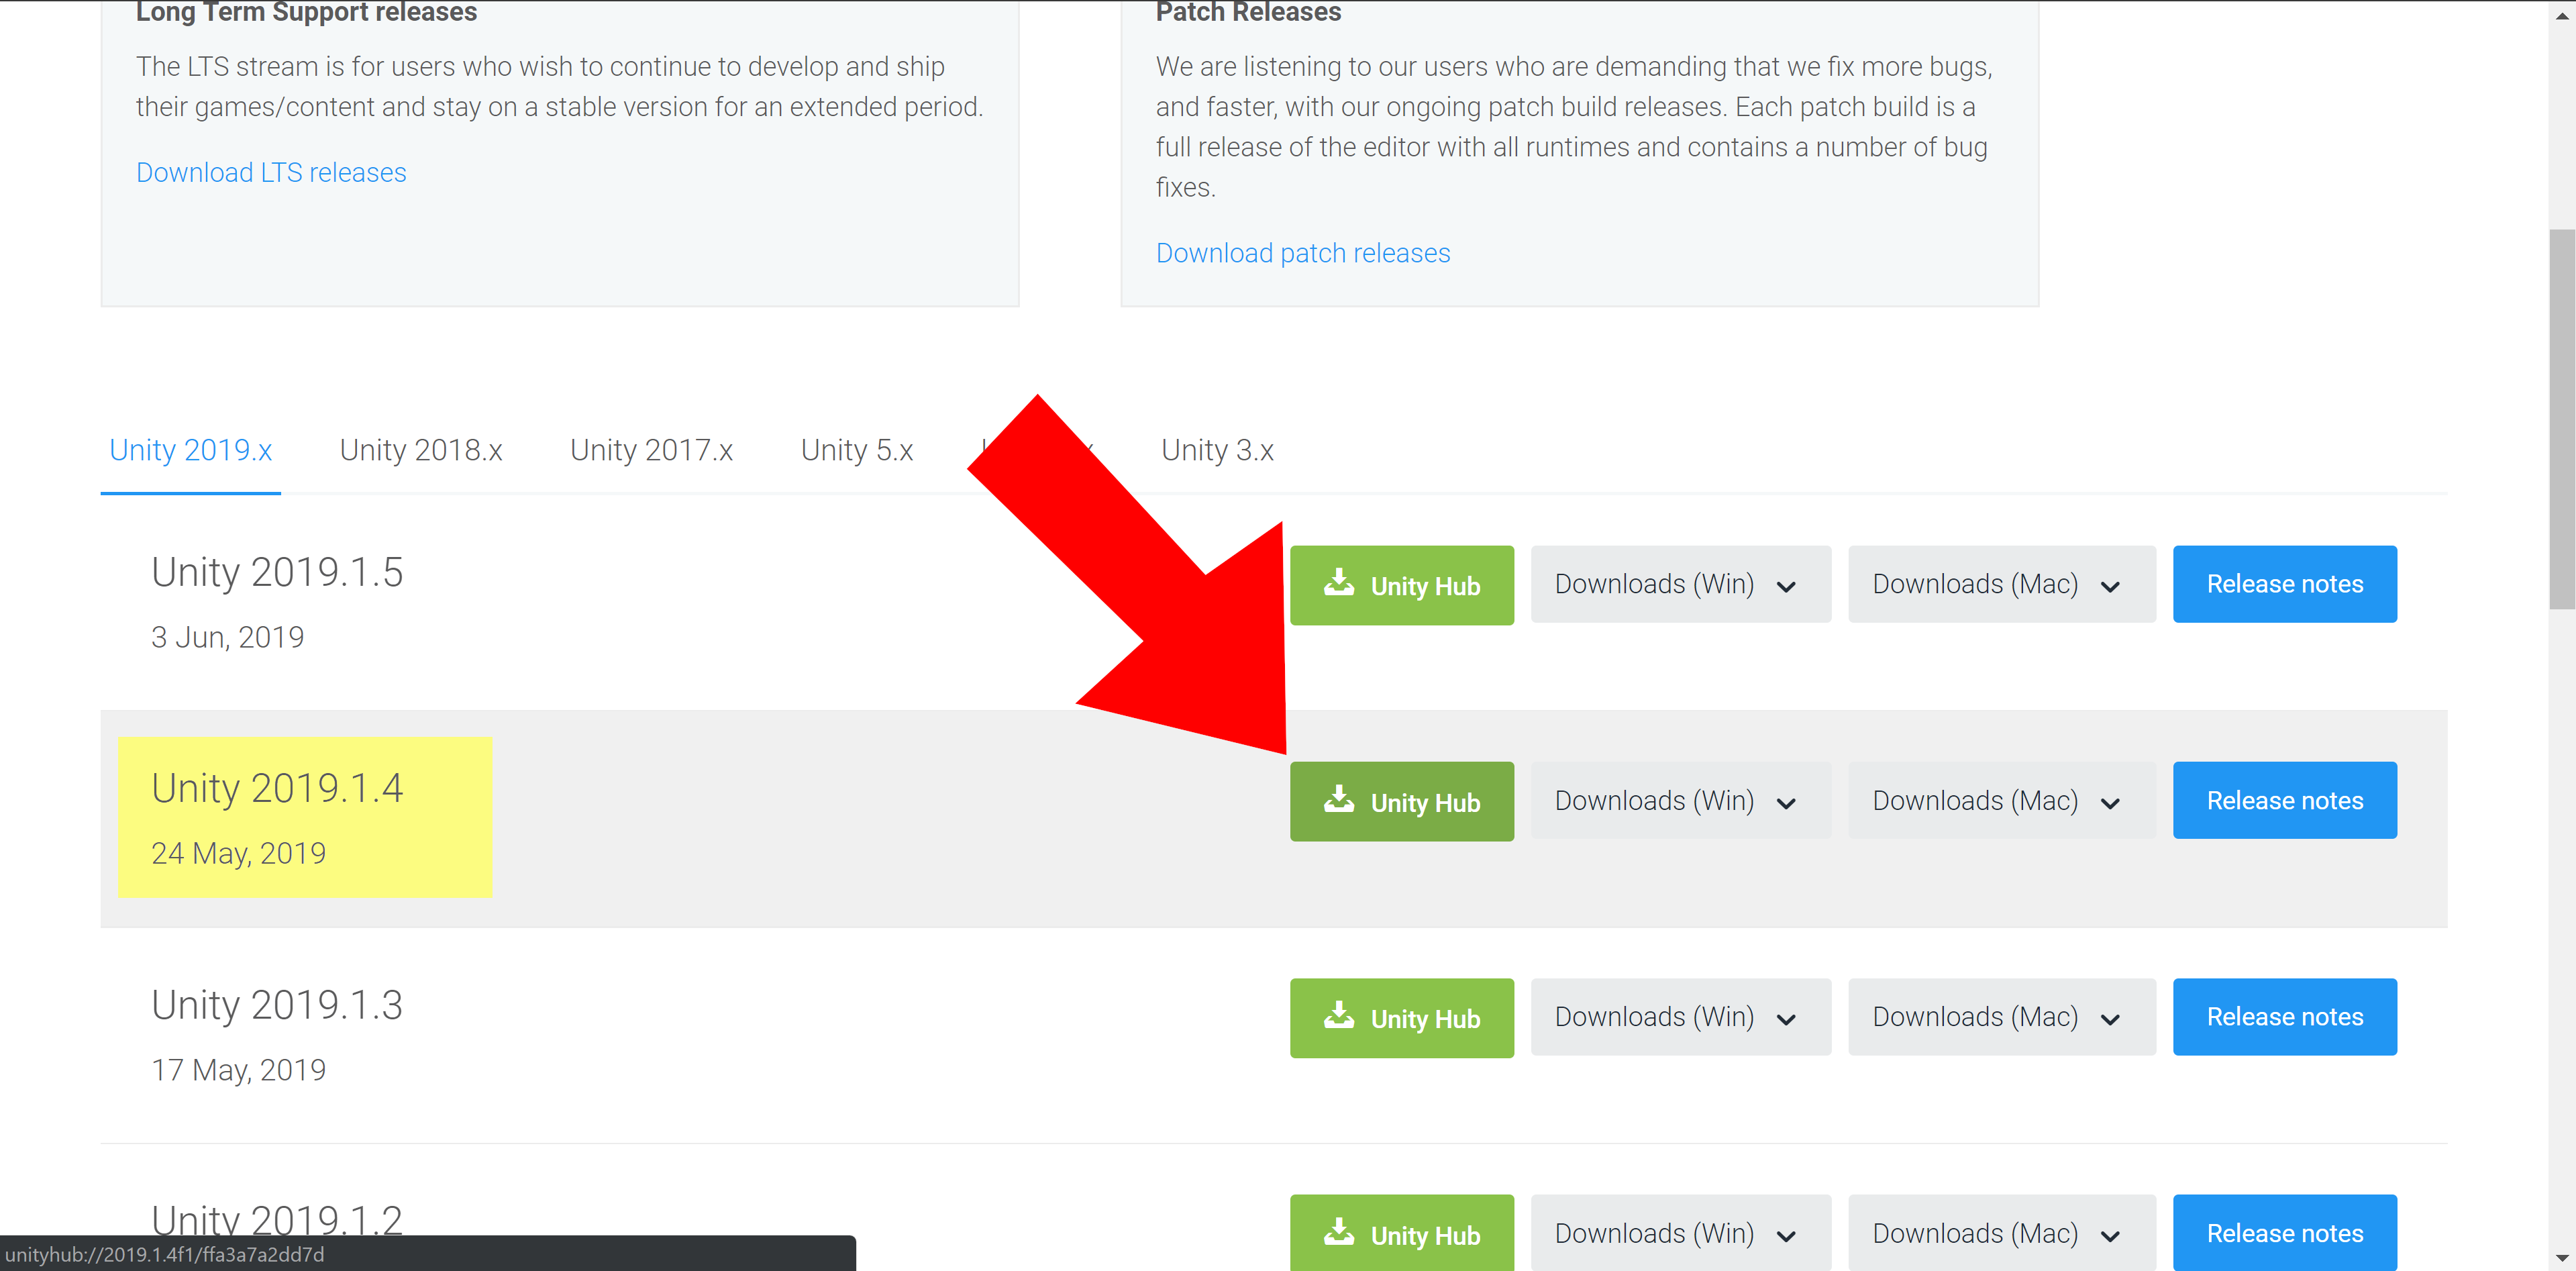 Long Term Support releases
The LTS stream is for users who wish to continue to develop and ship
their games/content and stay on a stable version for an extended period.
Download LTS releases
Patch Releases
We are listening to our users who are demanding that we fix more bugs,
and faster, with our ongoing patch build releases. Each patch build is a
full release of the editor with all runtimes and contains a number of bug
fixes.
Download patch releases
Unity 2019.x Unity 2018.x Unity 2017.x Unity 5.x Unity 3.x
Unity 2019.1.5
3 Jun, 2019
Unity Hub Downloads (Win) Downloads (Mac) Release notes
Unity 2019.1.4
24 May, 2019
Unity Hub Downloads (Win) Downloads (Mac) Release notes
Unity 2019.1.3
17 May, 2019
Unity Hub Downloads (Win) Downloads (Mac) Release notes
Unity 2019.1.2
Unity Hub Downloads (Win) Downloads (Mac) Release notes
unityhub://2019.1.4f1/ffa3a7a2dd7d